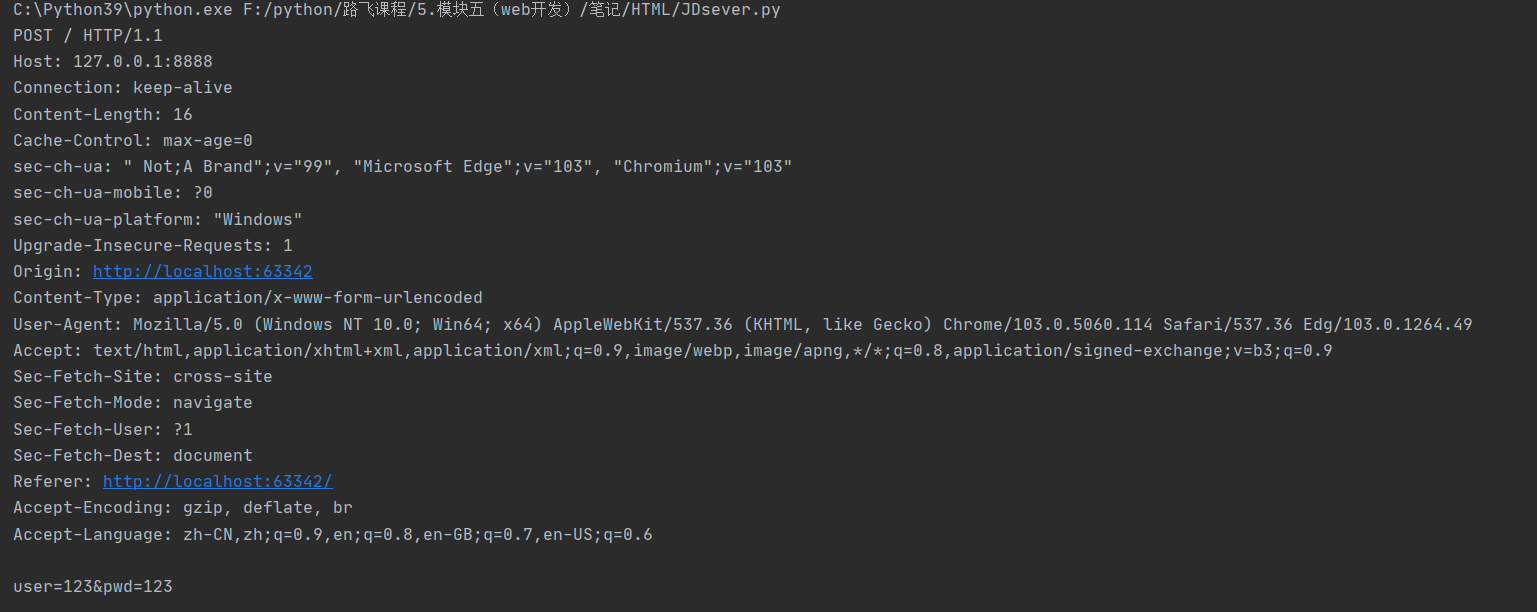 C:\Python39\python.exe F:/python/路飞课程/5.模块五（web开发）/笔记/HTML/JDsever.py
POST / HTTP/1.1
Host: 127.0.0.1:8888
Connection: keep-alive
Content-Length: 16
Cache-Control: max-age=0
sec-ch-ua: " Not;A Brand";v="99", "Microsoft Edge";v="103", "Chromium";v="103"
sec-ch-ua-mobile: ?0
sec-ch-ua-platform: "Windows"
Upgrade-Insecure-Requests: 1
Origin: http://localhost:63342
Content-Type: application/x-www-form-urlencoded
User-Agent: Mozilla/5.0 (Windows NT 10.0; Win64; x64) AppleWebKit/537.36 (KHTML, like Gecko) Chrome/103.0.5060.114 Safari/537.36 Edg/103.0.1264.49
Accept: text/html,application/xhtml+xml,application/xml;q=0.9,image/webp,image/apng,*/*;q=0.8,application/signed-exchange;v=b3;q=0.9
Sec-Fetch-Site: cross-site
Sec-Fetch-Mode: navigate
Sec-Fetch-User: ?1
Sec-Fetch-Dest: document
Referer: http://localhost:63342/
Accept-Encoding: gzip, deflate, br
Accept-Language: zh-CN,zh;q=0.9,en;q=0.8,en-GB;q=0.7,en-US;q=0.6
user=123&pwd=123